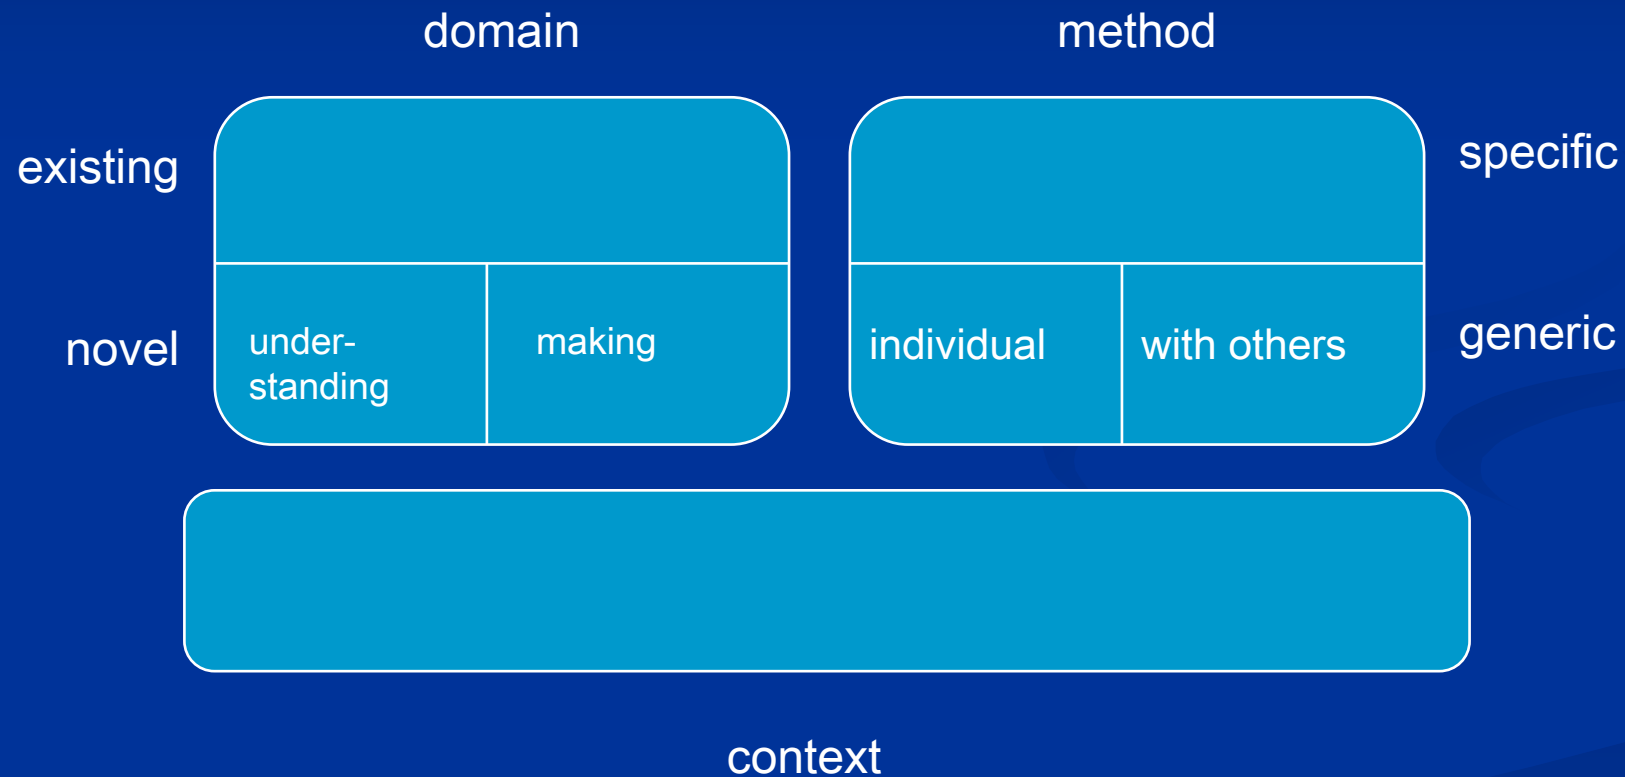 domain
method
existing
specific
novel
under-
standing
making
individual
with others
generic
context